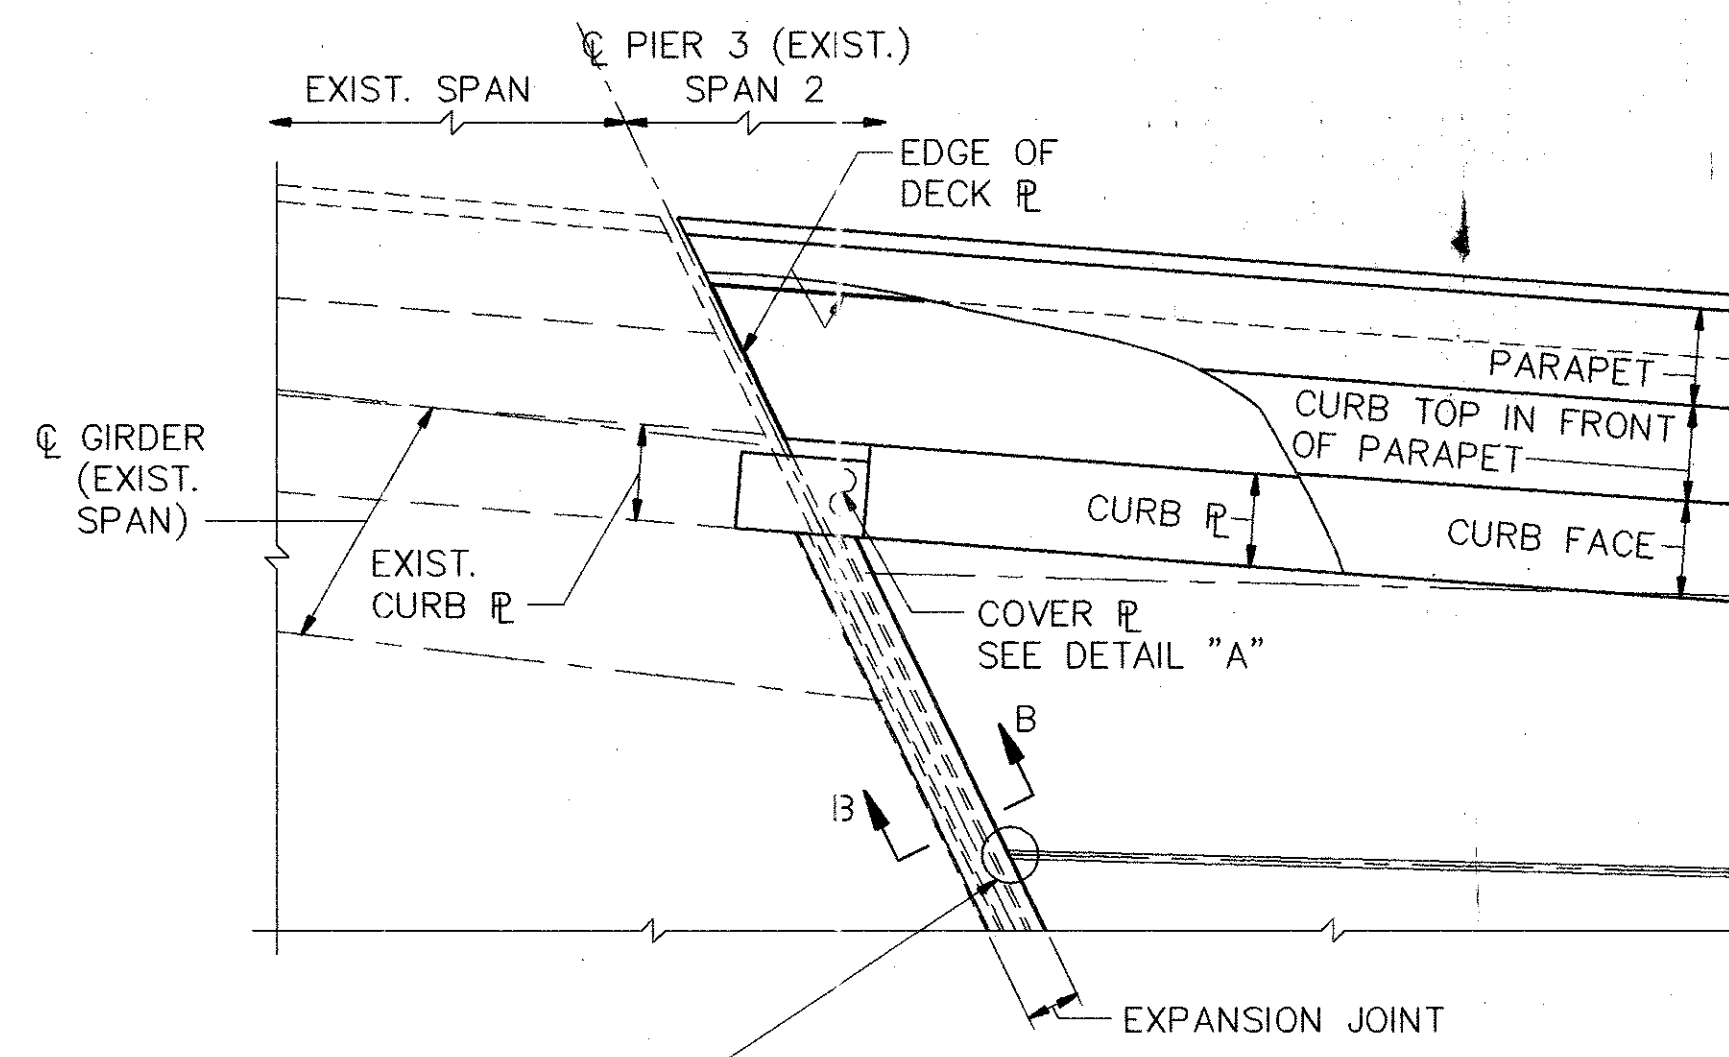 ℄ PIER 3 (EXIST.)
EXIST. SPAN
SPAN 2
EDGE OF
DECK ⅊
PARAPET
CURB TOP IN FRONT
OF PARAPET
℄ GIRDER
(EXIST.
SPAN)
CURB ⅊
CURB FACE
EXIST.
CURB ⅊
COVER ⅊
SEE DETAIL "A"
B
B
EXPANSION JOINT